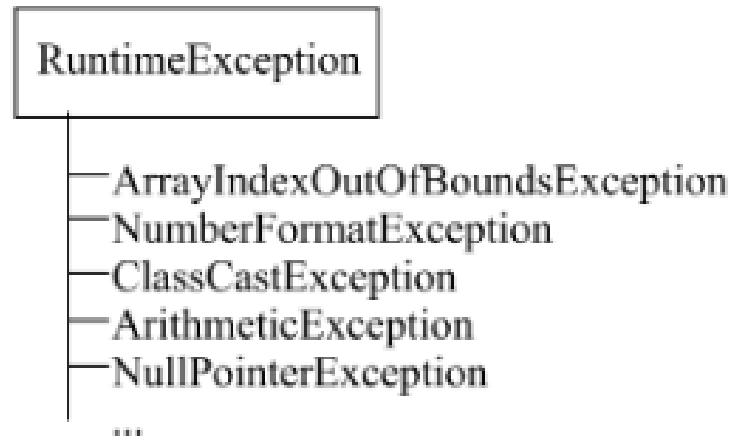 RuntimeException
ArrayIndexOutOfBoundsException
NumberFormatException
ClassCastException
ArithmeticException
NullPointerException
...